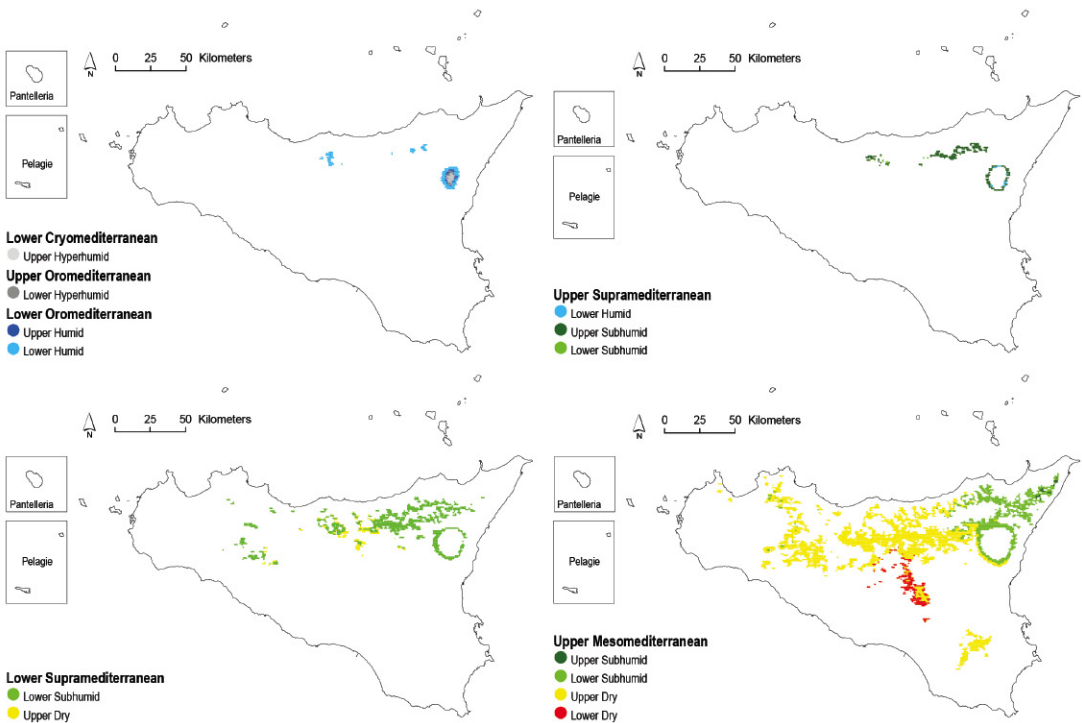 0 25 50 Kilometers
N
Pantelleria
Pelagie
Lower Cryomediterranean
Upper Hyperhumid
Upper Oromediterranean
Lower Hyperhumid
Lower Oromediterranean
Upper Humid
Lower Humid
0 25 50 Kilometers
N
Pantelleria
Pelagie
Upper Supramediterranean
Lower Humid
Upper Subhumid
Lower Subhumid
0 25 50 Kilometers
N
Pantelleria
Pelagie
Lower Supramediterranean
Lower Subhumid
Upper Dry
0 25 50 Kilometers
N
Pantelleria
Pelagie
Upper Mesomediterranean
Upper Subhumid
Lower Subhumid
Upper Dry
Lower Dry